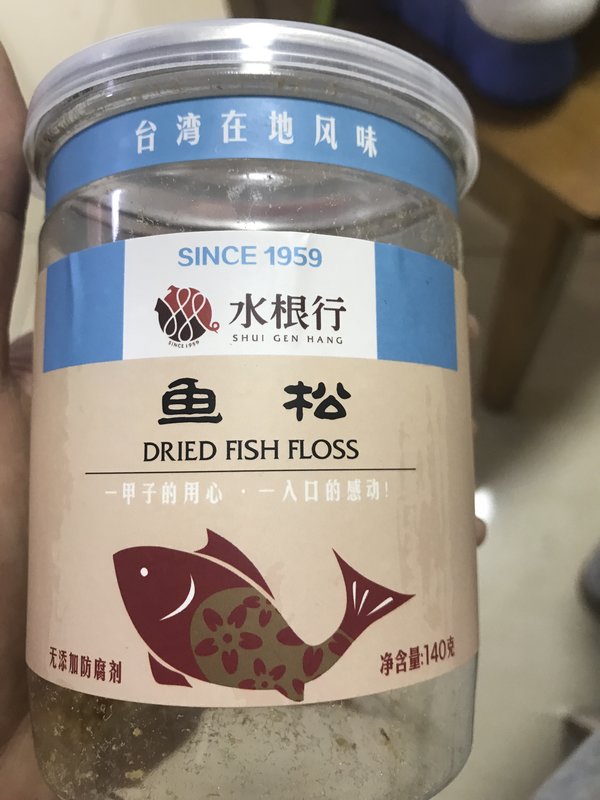 台湾在地风味
SINCE 1959
水根行
SHUI GEN HANG
SINCE 1959
鱼 松
DRIED FISH FLOSS
一甲子的用心 · 一入口的感动!
无添加防腐剂
净含量:140克